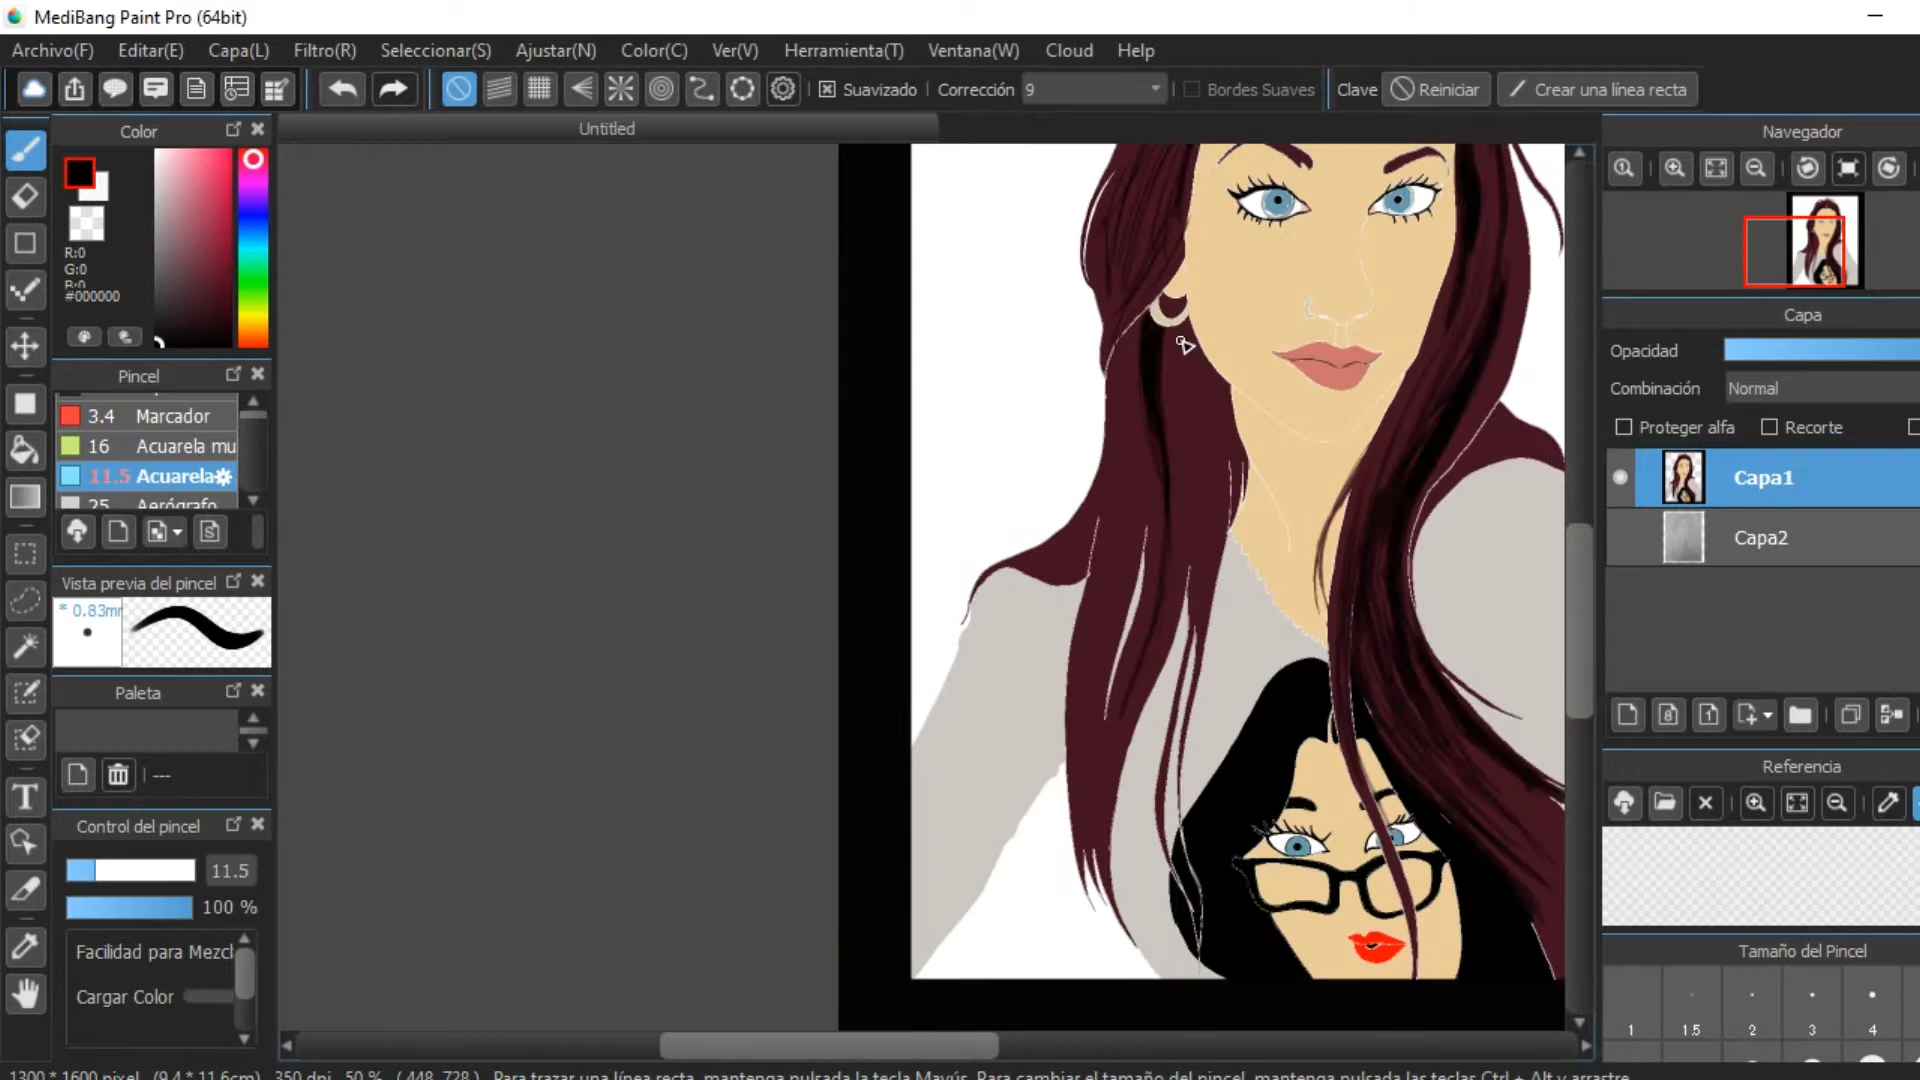 MediBang Paint Pro (64bit)
Archivo(F) Editar(E) Capa(L) Filtro(R) Seleccionar(S) Ajustar(N) Color(C) Ver(V) Herramienta(T) Ventana(W) Cloud Help
Suavizado Corrección 9 Bordes Suaves Clave Reiniciar Crear una línea recta
Color
Untitled
Navegador
R:0
G:0
B:0
#000000
Capa
Opacidad
Pincel
Combinación Normal
3.4 Marcador
Proteger alfa Recorte
16 Acuarela mu
11.5 Acuarela
Capa1
25 Aerógrafo
Capa2
Vista previa del pincel
* 0.83mm
Paleta
---
Referencia
Control del pincel
11.5
100 %
Facilidad para Mezcl
Tamaño del Pincel
Cargar Color
1 1.5 2 3 4
1300 * 1600 pixel (9.4 * 11.6cm) 350 dpi 50 % ( 448, 728 ) Para trazar una línea recta, mantenga pulsada la tecla Mayús. Para cambiar el tamaño del pincel, mantenga pulsadas las teclas Ctrl + Alt y arrastre